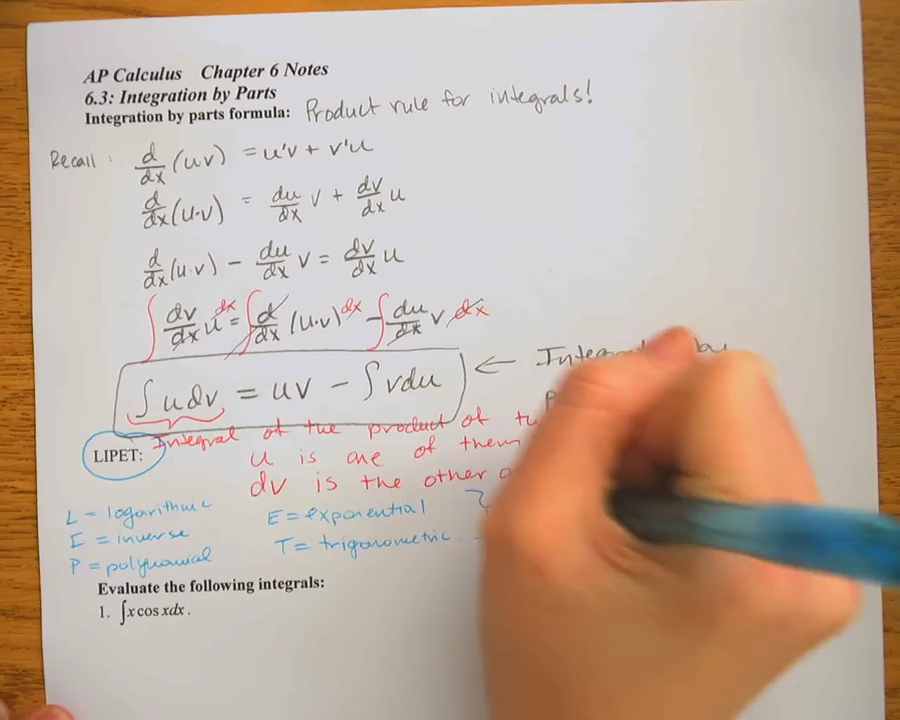 AP Calculus Chapter 6 Notes
6.3: Integration by Parts
Integration by parts formula: Product rule for integrals!
Recall: d/dx (uv) = u'v + v'u
d/dx (u·v) = du/dx v + dv/dx u
d/dx (u·v) - du/dx v = dv/dx u
∫ dv/dx u dx = ∫ d/dx (u·v) dx - ∫ du/dx v dx
∫ u dv = uv - ∫ v du ←
Integral of the product of
LIPET: u is one of them
dv is the other
L = logarithmic E = exponential
I = inverse T = trigonometric
P = polynomial
Evaluate the following integrals:
1. ∫x cos xdx.